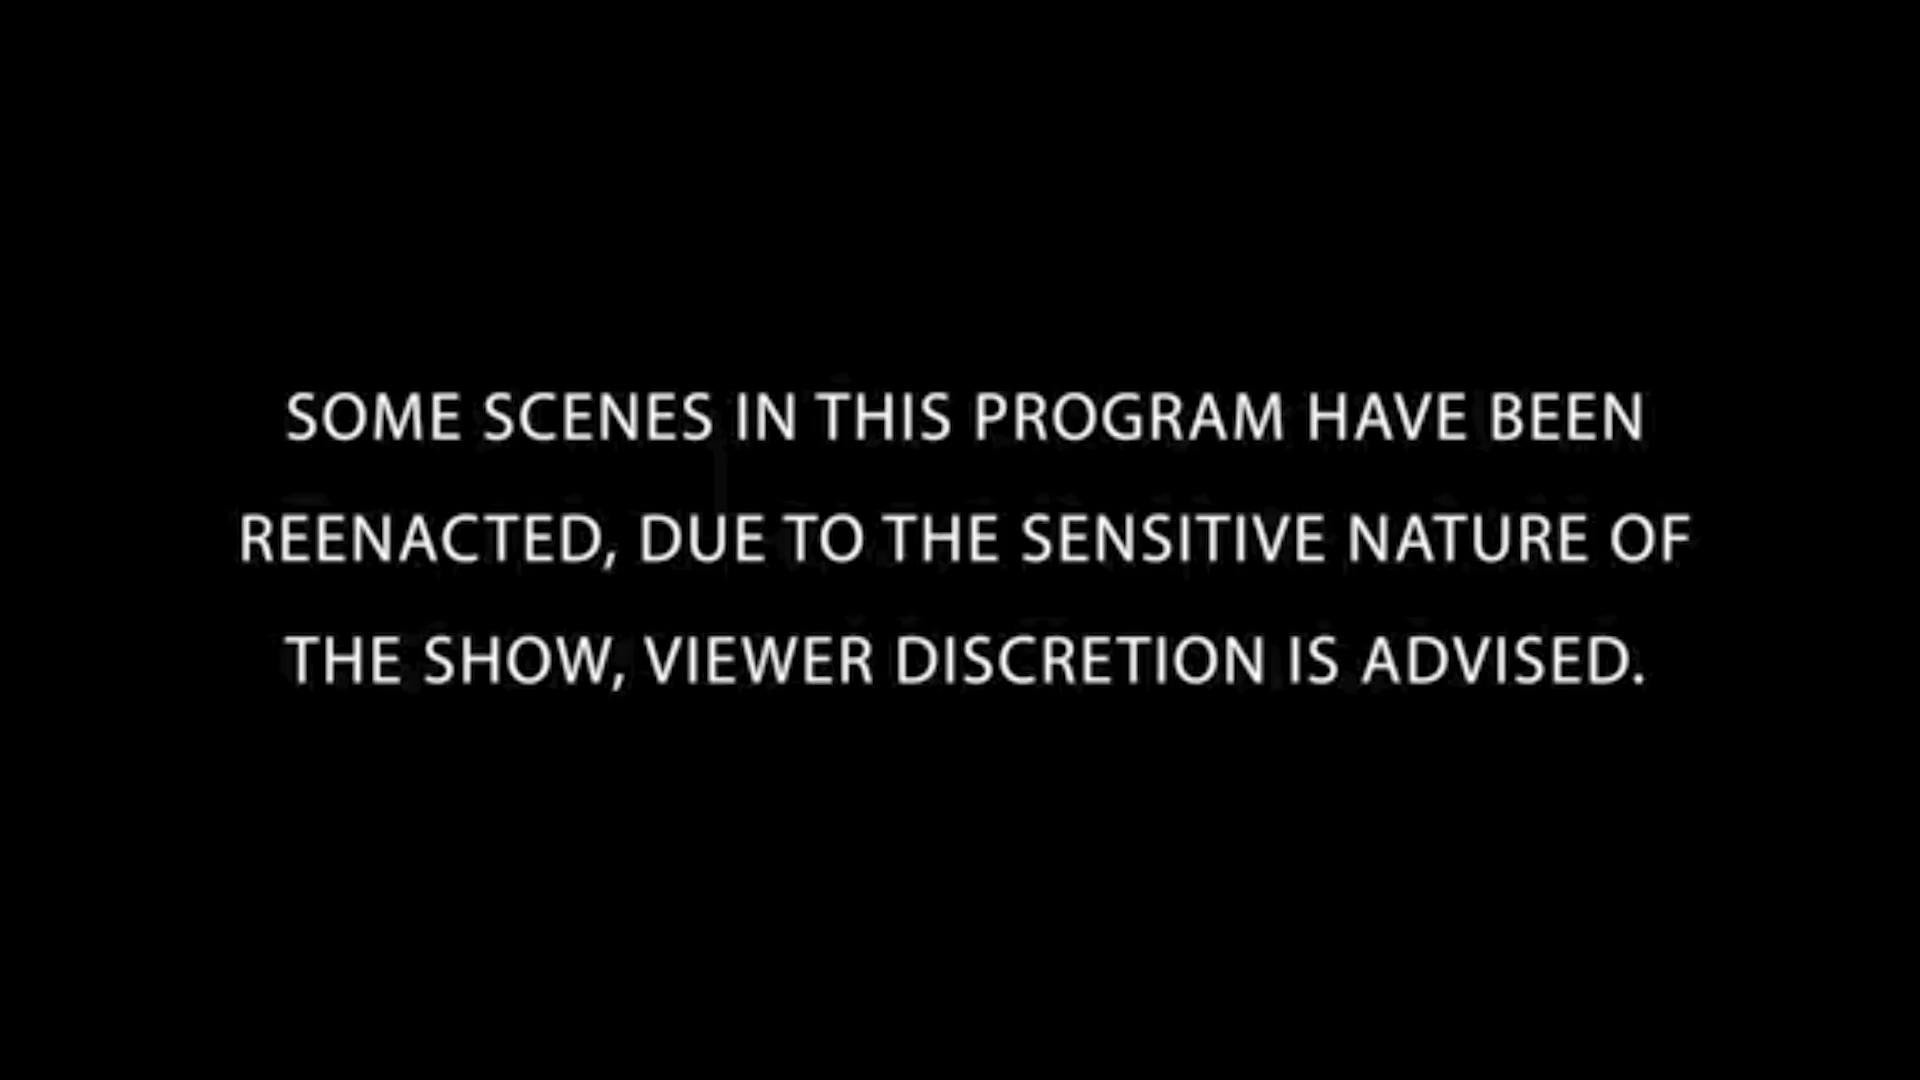 SOME SCENES IN THIS PROGRAM HAVE BEEN
REENACTED, DUE TO THE SENSITIVE NATURE OF
THE SHOW, VIEWER DISCRETION IS ADVISED.